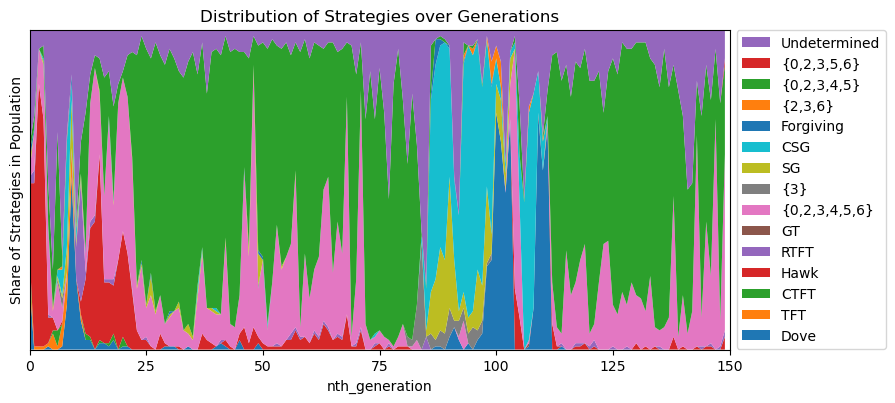 Distribution of Strategies over Generations
Share of Strategies in Population
0 25 50 75 100 125 150
nth_generation
Undetermined
{0,2,3,5,6}
{0,2,3,4,5}
{2,3,6}
Forgiving
CSG
SG
{3}
{0,2,3,4,5,6}
GT
RTFT
Hawk
CTFT
TFT
Dove